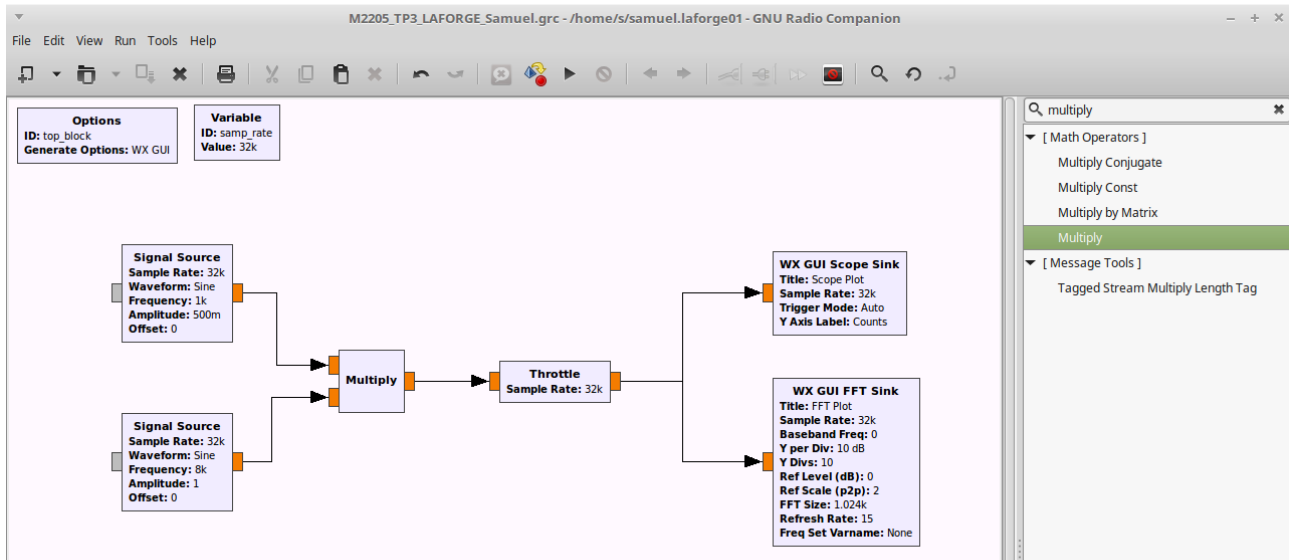 M2205_TP3_LAFORGE_Samuel.grc - /home/s/samuel.laforge01 - GNU Radio Companion
File Edit View Run Tools Help
Options
ID: top_block
Generate Options: WX GUI
Variable
ID: samp_rate
Value: 32k
Signal Source
Sample Rate: 32k
Waveform: Sine
Frequency: 1k
Amplitude: 500m
Offset: 0
Signal Source
Sample Rate: 32k
Waveform: Sine
Frequency: 8k
Amplitude: 1
Offset: 0
Multiply
Throttle
Sample Rate: 32k
WX GUI Scope Sink
Title: Scope Plot
Sample Rate: 32k
Trigger Mode: Auto
Y Axis Label: Counts
WX GUI FFT Sink
Title: FFT Plot
Sample Rate: 32k
Baseband Freq: 0
Y per Div: 10 dB
Y Divs: 10
Ref Level (dB): 0
Ref Scale (p2p): 2
FFT Size: 1.024k
Refresh Rate: 15
Freq Set Varname: None
multiply
[ Math Operators ]
Multiply Conjugate
Multiply Const
Multiply by Matrix
Multiply
[ Message Tools ]
Tagged Stream Multiply Length Tag